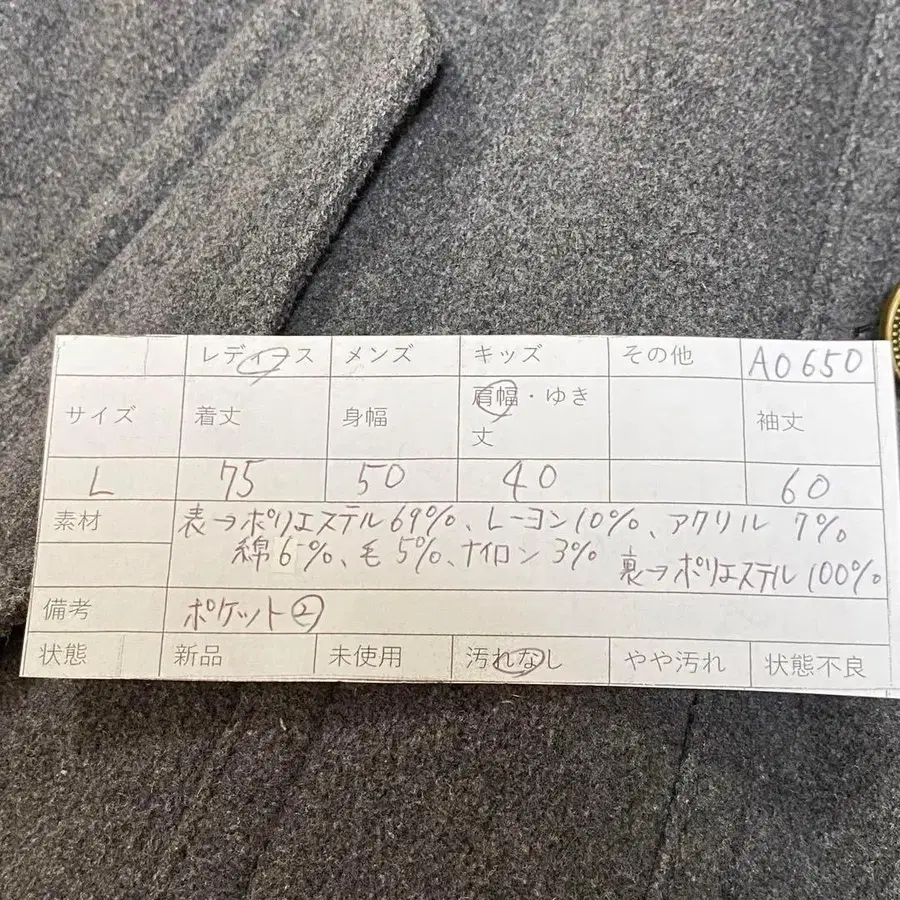 レディース メンズ キッズ その他 A0650
サイズ 着丈 身幅 肩幅・ゆき丈 袖丈
L 75 50 40 60
素材 表→ポリエステル69%、レーヨン10%、アクリル 7%
綿6%、毛5%、ナイロン3% 裏→ポリエステル100%
備考 ポケット②
状態 新品 未使用 汚れなし やや汚れ 状態不良